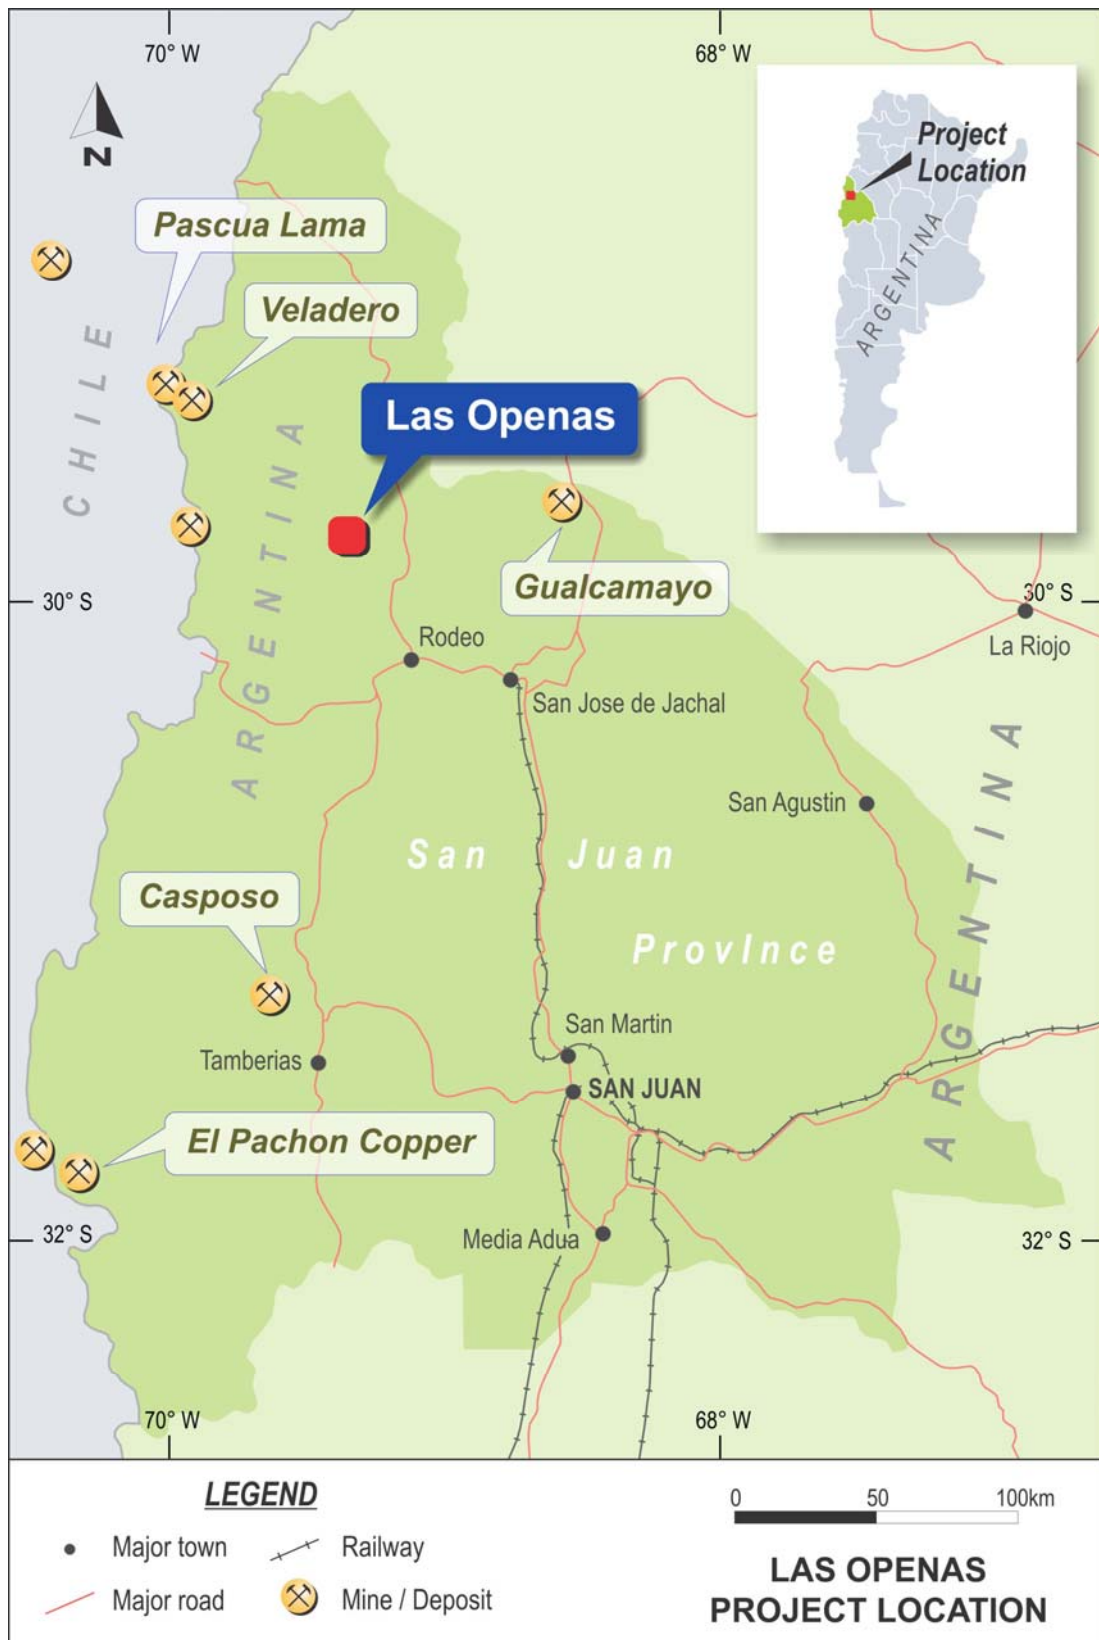 70° W
68° W
N
Project
Location
ARGENTINA
Pascua Lama
Veladero
CHILE
Las Openas
ARGENTINA
Gualcamayo
30° S
30° S
Rodeo
La Riojo
San Jose de Jachal
San Agustin
ARGENTINA
San Juan
Province
Casposo
San Martin
Tamberias
SAN JUAN
El Pachon Copper
Media Adua
32° S
32° S
70° W
68° W
LEGEND
Major town
Railway
Major road
Mine / Deposit
0 50 100km
LAS OPENAS
PROJECT LOCATION